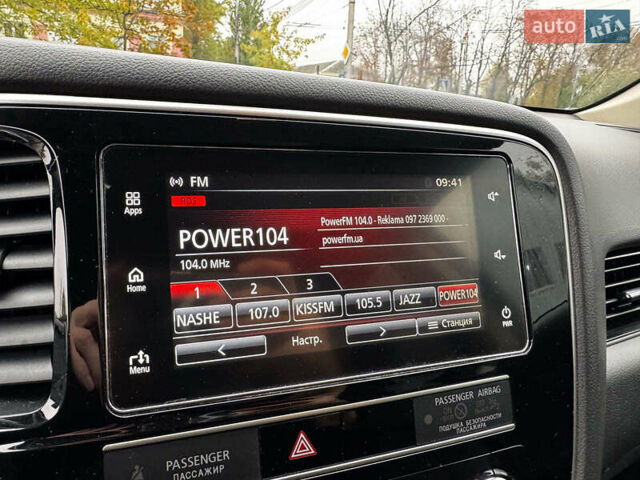 auto RIA
FM
09:41
RDS
Apps
PowerFM 104.0 - Reklama 097 2369 000 -
POWER104
powerfm.ua
104.0 MHz
Home
1 2 3
NASHE 107.0 KISSFM 105.5 JAZZ POWER104
PWR
Menu
< Настр. > Станция
PASSENGER AIRBAG
ПОДУШКА БЕЗОПАСНОСТИ
PASSENGER
ПАССАЖИР